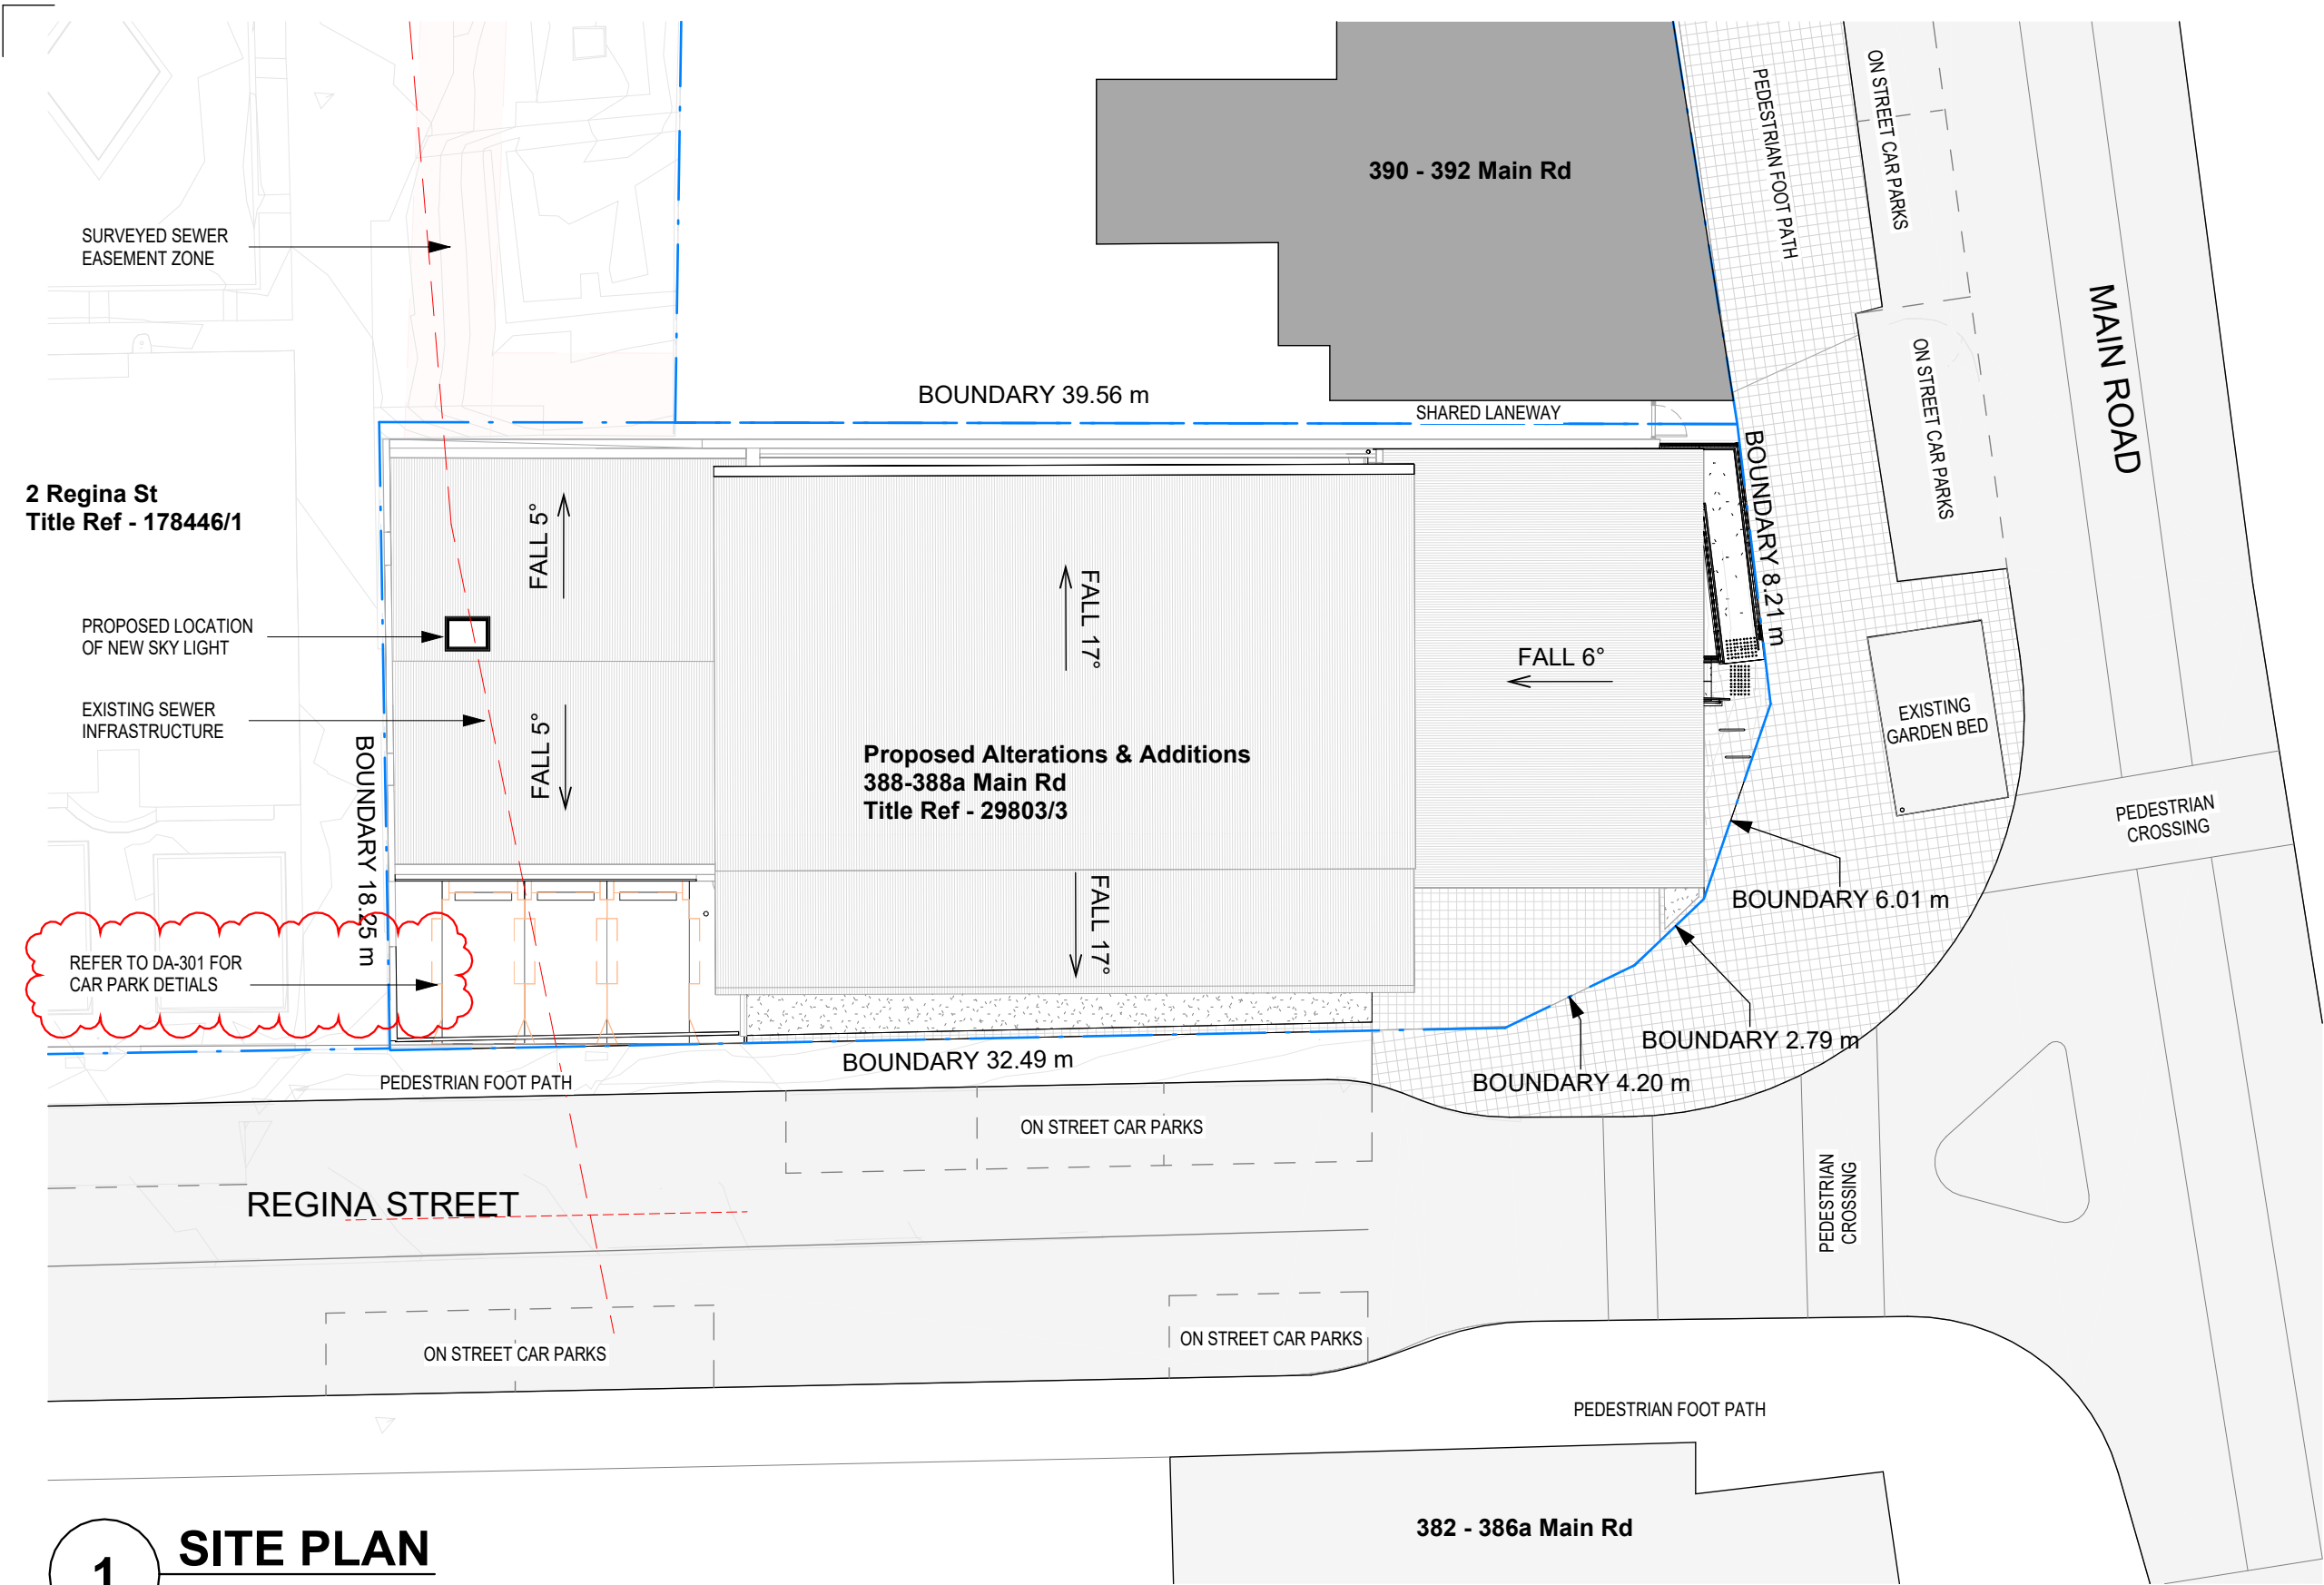 ON STREET CAR PARKS
PEDESTRIAN FOOT PATH
390 - 392 Main Rd
SURVEYED SEWER
EASEMENT ZONE
MAIN ROAD
ON STREET CAR PARKS
BOUNDARY 39.56 m
SHARED LANEWAY
BOUNDARY 8.21 m
2 Regina St
Title Ref - 178446/1
FALL 5°
FALL 17°
PROPOSED LOCATION
OF NEW SKY LIGHT
FALL 6°
EXISTING SEWER
INFRASTRUCTURE
FALL 5°
EXISTING
GARDEN BED
BOUNDARY 18.25 m
Proposed Alterations & Additions
388-388a Main Rd
Title Ref - 29803/3
PEDESTRIAN
CROSSING
BOUNDARY 6.01 m
FALL 17°
REFER TO DA-301 FOR
CAR PARK DETIALS
BOUNDARY 2.79 m
BOUNDARY 32.49 m
BOUNDARY 4.20 m
PEDESTRIAN FOOT PATH
ON STREET CAR PARKS
REGINA STREET
PEDESTRIAN
CROSSING
ON STREET CAR PARKS
ON STREET CAR PARKS
PEDESTRIAN FOOT PATH
382 - 386a Main Rd
1
SITE PLAN